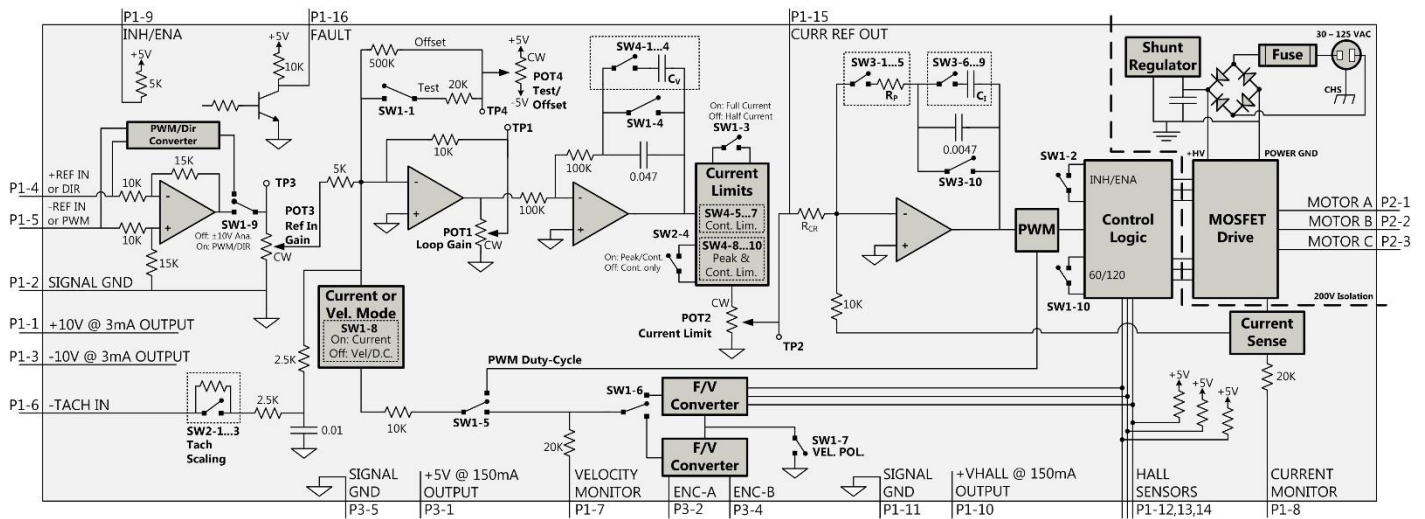 P1-9
INH/ENA
P1-16
FAULT
P1-15
CURR REF OUT
+5V
5K
+5V
10K
PWM/Dir
Converter
P1-4
+REF IN
or DIR
-REF IN
or PWM
P1-5
10K
15K
-
+
10K
15K
SW1-9
Off: ±10V Ana.
On: PWM/DIR
TP3
POT3
Ref In
Gain
CW
P1-2
SIGNAL GND
P1-1
+10V @ 3mA OUTPUT
P1-3
-10V @ 3mA OUTPUT
P1-6
-TACH IN
SW2-1...3
Tach
Scaling
2.5K
2.5K
0.01
5K
Offset
500K
Test
20K
SW1-1
+5V
CW
-5V
POT4
Test/
Offset
TP4
TP1
10K
-
+
POT1
Loop Gain
CW
100K
100K
SW4-1...4
CV
SW1-4
0.047
-
+
On: Full Current
Off: Half Current
SW1-3
Current
Limits
SW4-5...7
Cont. Lim.
SW4-8...10
Peak &
Cont. Lim.
SW2-4
On: Peak/Cont.
Off: Cont. only
CW
POT2
Current Limit
TP2
RCR
SW3-1...5
RP
SW3-6...9
CI
0.0047
SW3-10
-
+
10K
PWM
SW1-2
INH/ENA
Control
Logic
60/120
SW1-10
Shunt
Regulator
Fuse
30 – 125 VAC
CHS
+HV
POWER GND
MOSFET
Drive
MOTOR A
P2-1
MOTOR B
P2-2
MOTOR C
P2-3
200V Isolation
Current
Sense
20K
Current or
Vel. Mode
SW1-8
On: Current
Off: Vel/D.C.
10K
SW1-5
PWM Duty-Cycle
20K
SW1-6
F/V
Converter
F/V
Converter
SW1-7
VEL. POL.
+5V
+5V
+5V
SIGNAL
GND
P3-5
+5V @ 150mA
OUTPUT
P3-1
VELOCITY
MONITOR
P1-7
ENC-A
P3-2
ENC-B
P3-4
SIGNAL
GND
P1-11
+VHALL @ 150mA
OUTPUT
P1-10
HALL
SENSORS
P1-12,13,14
CURRENT
MONITOR
P1-8